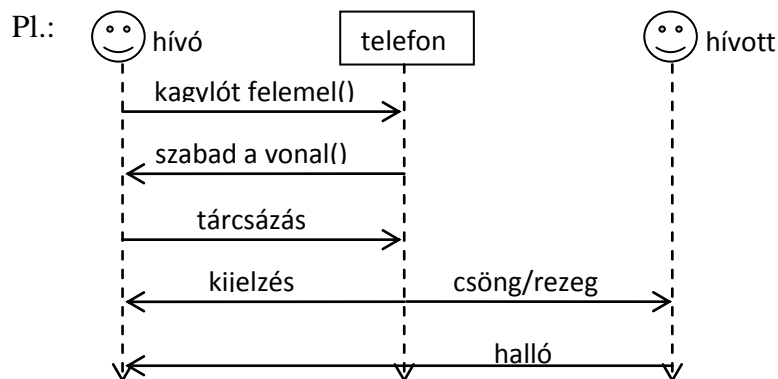 Pl.:
hívó
telefon
hívott
kagylót felemel()
szabad a vonal()
tárcsázás
kijelzés
csöng/rezeg
halló